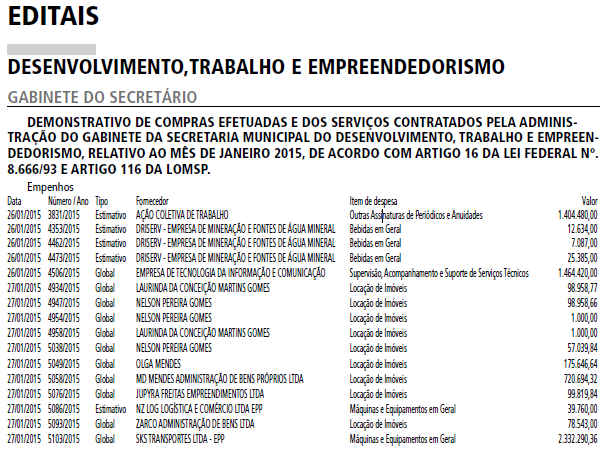 EDITAIS
DESENVOLVIMENTO,TRABALHO E EMPREENDEDORISMO
GABINETE DO SECRETÁRIO
DEMONSTRATIVO DE COMPRAS EFETUADAS E DOS SERVIÇOS CONTRATADOS PELA ADMINIS-
TRAÇÃO DO GABINETE DA SECRETARIA MUNICIPAL DO DESENVOLVIMENTO, TRABALHO E EMPREEN-
DEDORISMO, RELATIVO AO MÊS DE JANEIRO 2015, DE ACORDO COM ARTIGO 16 DA LEI FEDERAL Nº.
8.666/93 E ARTIGO 116 DA LOMSP.
Empenhos
Data Número / Ano Tipo Fornecedor Item de despesa Valor
26/01/2015 3831/2015 Estimativo AÇÃO COLETIVA DE TRABALHO Outras Assinaturas de Periódicos e Anuidades 1.404.480,00
26/01/2015 4353/2015 Estimativo DRISERV - EMPRESA DE MINERAÇÃO E FONTES DE ÁGUA MINERAL Bebidas em Geral 12.634,00
26/01/2015 4462/2015 Estimativo DRISERV - EMPRESA DE MINERAÇÃO E FONTES DE ÁGUA MINERAL Bebidas em Geral 7.087,00
26/01/2015 4473/2015 Estimativo DRISERV - EMPRESA DE MINERAÇÃO E FONTES DE ÁGUA MINERAL Bebidas em Geral 25.385,00
26/01/2015 4506/2015 Global EMPRESA DE TECNOLOGIA DA INFORMAÇÃO E COMUNICAÇÃO Supervisão, Acompanhamento e Suporte de Serviços Técnicos 1.464.420,00
27/01/2015 4934/2015 Global LAURINDA DA CONCEIÇÃO MARTINS GOMES Locação de Imóveis 98.958,77
27/01/2015 4947/2015 Global NELSON PEREIRA GOMES Locação de Imóveis 98.958,66
27/01/2015 4954/2015 Global NELSON PEREIRA GOMES Locação de Imóveis 1.000,00
27/01/2015 4958/2015 Global LAURINDA DA CONCEIÇÃO MARTINS GOMES Locação de Imóveis 1.000,00
27/01/2015 5038/2015 Global NELSON PEREIRA GOMES Locação de Imóveis 57.039,84
27/01/2015 5049/2015 Global OLGA MENDES Locação de Imóveis 175.646,64
27/01/2015 5058/2015 Global MD MENDES ADMINISTRAÇÃO DE BENS PRÓPRIOS LTDA Locação de Imóveis 720.694,32
27/01/2015 5076/2015 Global JUPYRA FREITAS EMPREENDIMENTOS LTDA Locação de Imóveis 99.819,84
27/01/2015 5086/2015 Estimativo NZ LOG LOGÍSTICA E COMÉRCIO LTDA EPP Máquinas e Equipamentos em Geral 39.760,00
27/01/2015 5093/2015 Global ZARCO ADMINISTRAÇÃO DE BENS LTDA Locação de Imóveis 78.543,00
27/01/2015 5103/2015 Global SKS TRANSPORTES LTDA - EPP Máquinas e Equipamentos em Geral 2.332.290,36